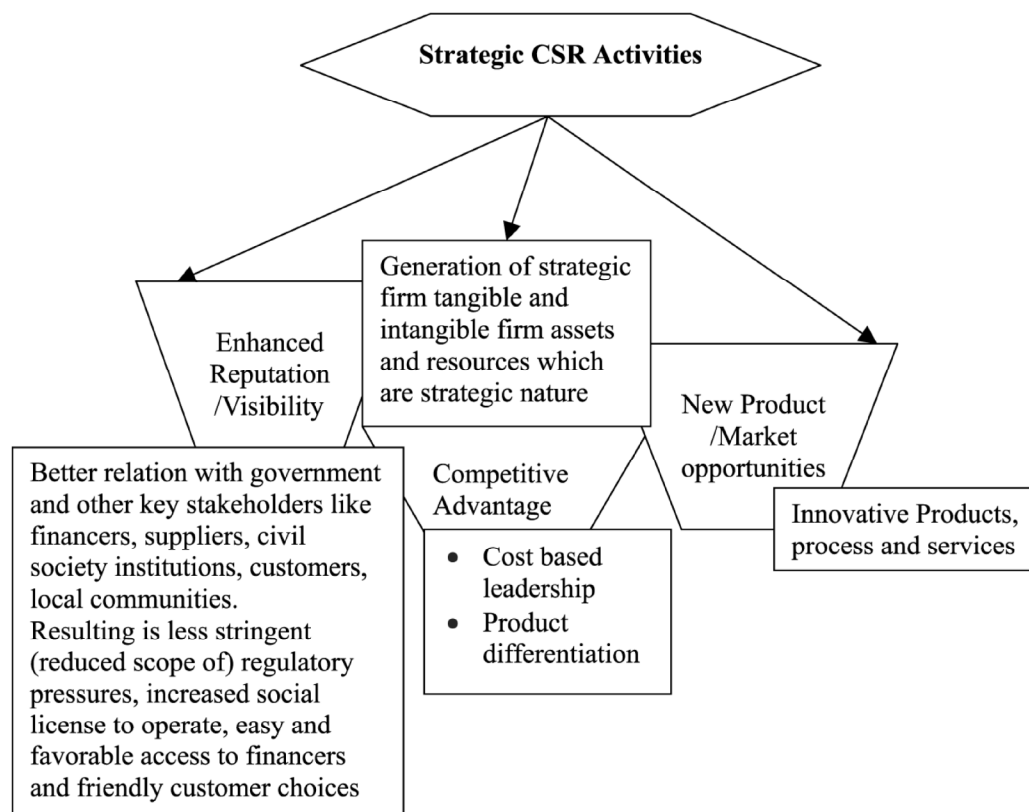 Strategic CSR Activities
Enhanced
Reputation
/Visibility
Better relation with government
and other key stakeholders like
financers, suppliers, civil
society institutions, customers,
local communities.
Resulting is less stringent
(reduced scope of) regulatory
pressures, increased social
license to operate, easy and
favorable access to financers
and friendly customer choices
Generation of strategic
firm tangible and
intangible firm assets
and resources which
are strategic nature
Competitive
Advantage
• Cost based
leadership
• Product
differentiation
New Product
/Market
opportunities
Innovative Products,
process and services